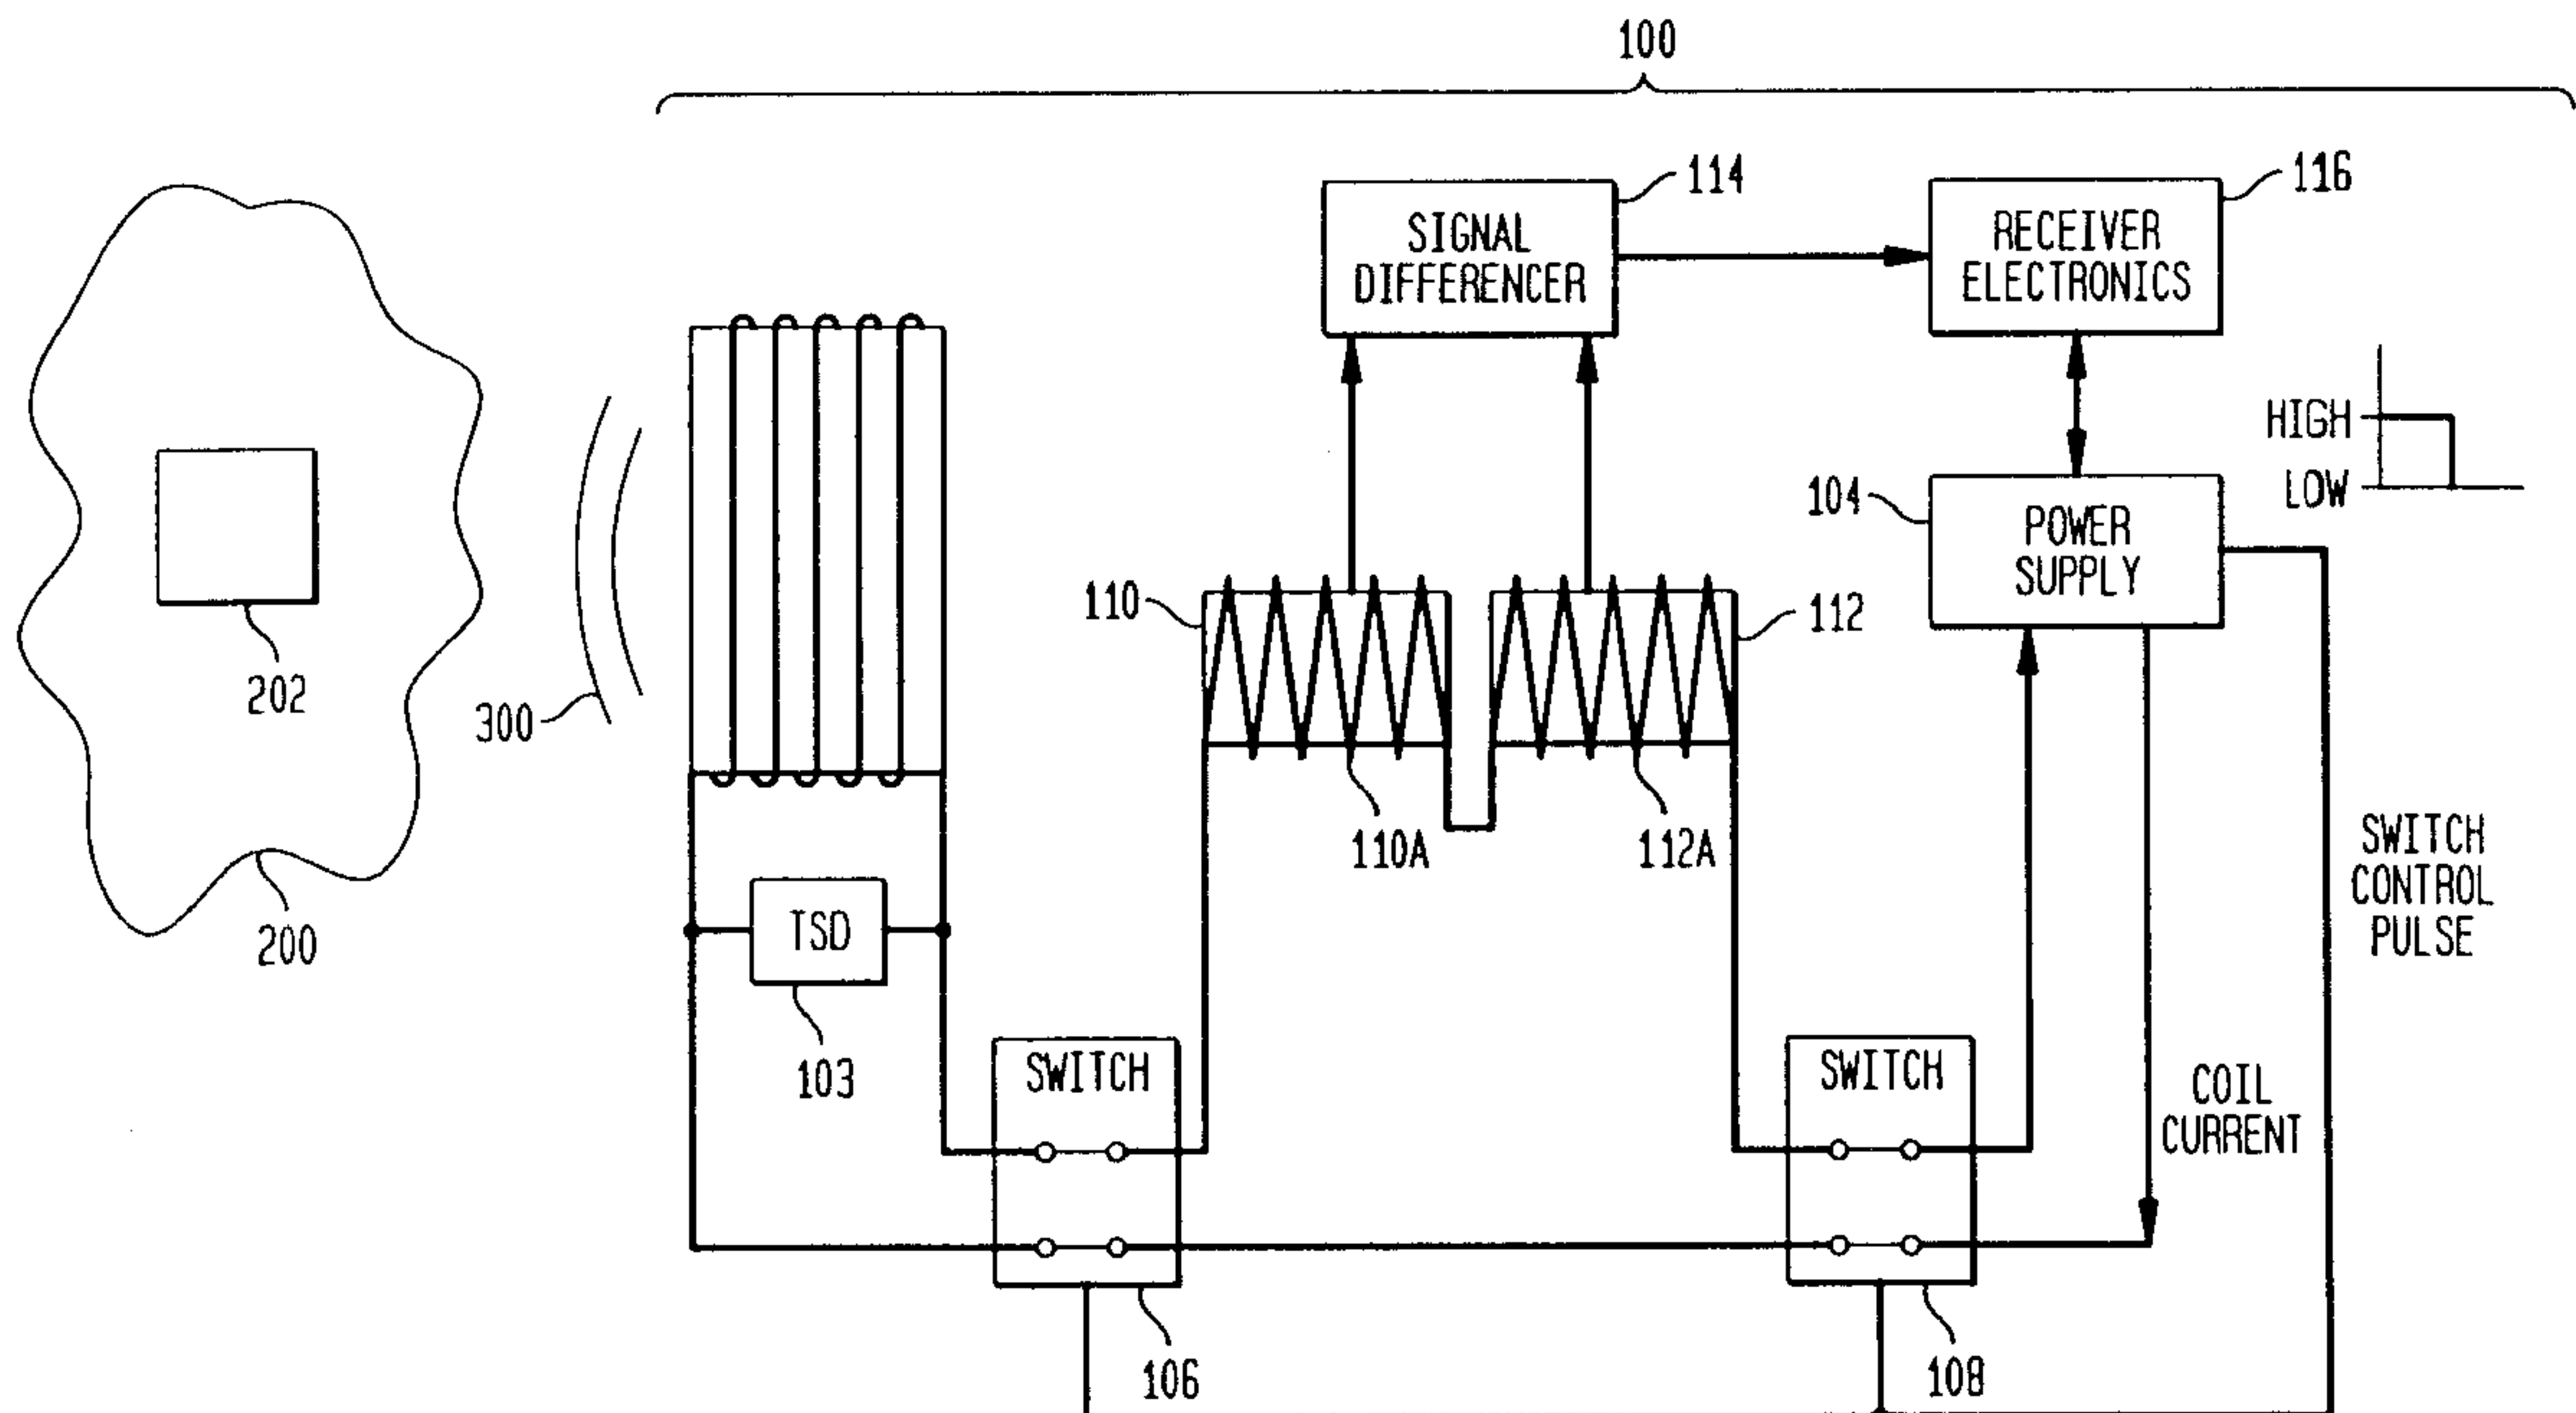 100
114
SIGNAL
DIFFERENCER
116
RECEIVER
ELECTRONICS
HIGH
LOW
104
POWER
SUPPLY
110
112
202
300
110A
112A
SWITCH
CONTROL
PULSE
TSD
200
103
SWITCH
SWITCH
COIL
CURRENT
106
108